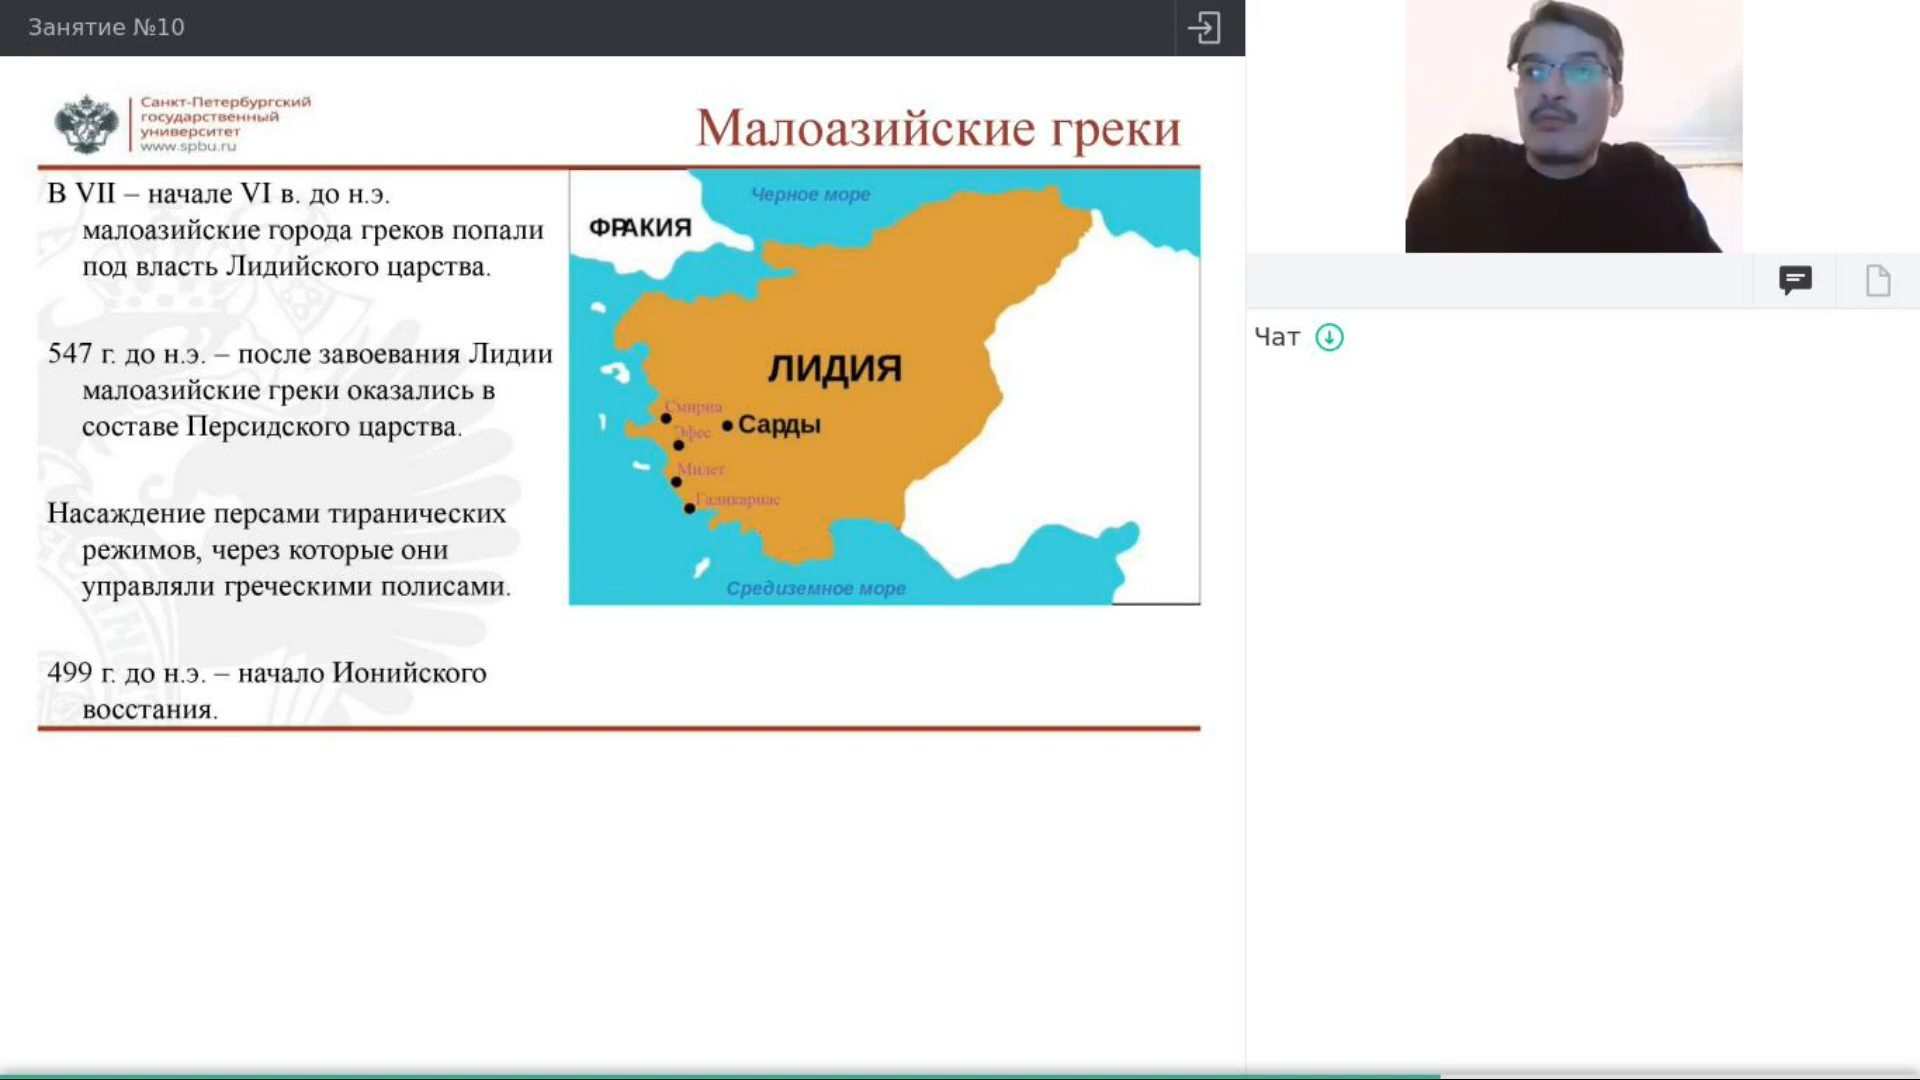 Занятие №10
Санкт-Петербургский
государственный
университет
www.spbu.ru
Малоазийские греки
В VII – начале VI в. до н.э.
малоазийские города греков попали
под власть Лидийского царства.
547 г. до н.э. – после завоевания Лидии
малоазийские греки оказались в
составе Персидского царства.
Насаждение персами тиранических
режимов, через которые они
управляли греческими полисами.
499 г. до н.э. – начало Ионийского
восстания.
Черное море
ФРАКИЯ
ЛИДИЯ
Смирна
Эфес
Сарды
Милет
Галикарнас
Средиземное море
Чат